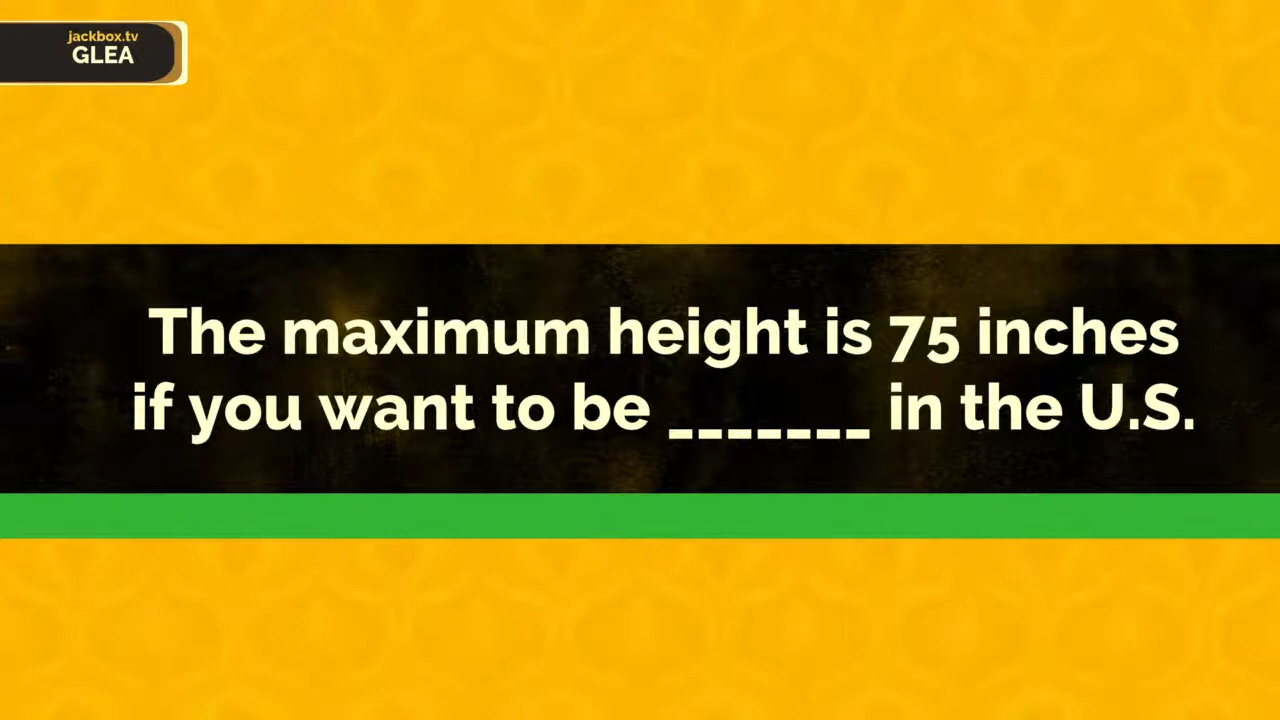 jackbox.tv
GLEA
The maximum height is 75 inches
if you want to be _______ in the U.S.